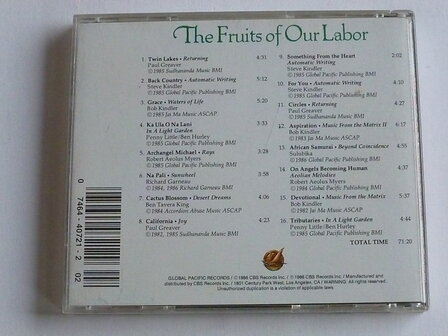 The Fruits of Our Labor
1. Twin Lakes • Returning 4:31
Paul Greaver
©1985 Sudhananda Music BMI
2. Back Country • Automatic Writing 5:12
Steve Kindler
©1985 Global Pacific Publishing BMI
3. Grace • Waters of Life 5:20
Bob Kindler
©1985 Jai Ma Music ASCAP
4. Ka Ula O Na Lani 3:33
In A Light Garden
Penny Little/Ben Hurley
©1985 Global Pacific Publishing BMI
5. Archangel Michael • Rays 3:28
Robert Aeolus Myers
©1985 Global Pacific Publishing BMI
6. Na Pali • Sunwheel
Richard Garneau
©1984, 1986 Richard Garneau BMI
7. Cactus Blossom • Desert Dreams
Ben Tavera King
©1984 Accordian Abuse Music ASCAP
8. California • Joy 4:23
Paul Greaver
©1982, 1985 Sudhananda Music BMI
9. Something From the Heart 2:02
Automatic Writing
Steve Kindler
©1985 Global Pacific Publishing BMI
10. For You • Automatic Writing 4:10
Steve Kindler
©1985 Global Pacific Publishing BMI
11. Circles • Returning 4:27
Paul Greaver
©1985 Sudhananda Music BMI
12. Aspiration • Music From the Matrix II 6:17
Bob Kindler
©1983 Jai Ma Music ASCAP
13. African Samurai • Beyond Coincidence 4:55
Sulubika
©1986 Global Pacific Publishing BMI
14. On Angels Becoming Human
Aeolian Melodies
Robert Aeolus Myers
©1984 Global Pacific Publishing BMI
15. Devotional • Music From the Matrix
Bob Kindler
©1982 Jai Ma Music ASCAP
16. Tributaries • In A Light Garden 4:44
Penny Little/Ben Hurley
©1985 Global Pacific Publishing BMI
TOTAL TIME 71:20
0 7464-40721-2 02
GLOBAL PACIFIC RECORDS / ©1986 CBS Records Inc. / ℗ 1986 CBS Records Inc. / Manufactured and
distributed by CBS Records Inc. / 1801 Century Park West, Los Angeles, CA / WARNING: All rights reserved.
Unauthorized duplication is a violation of applicable laws.